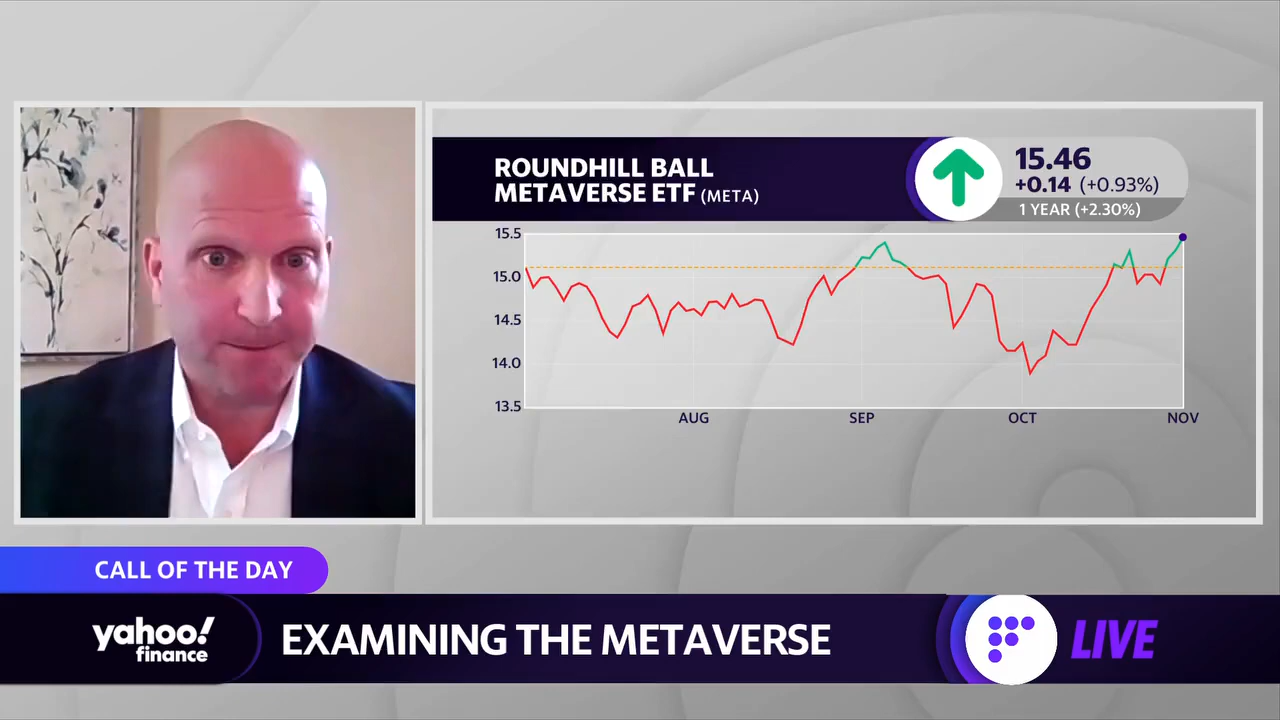 ROUNDHILL BALL
METAVERSE ETF (META)
15.46
+0.14 (+0.93%)
1 YEAR (+2.30%)
15.5
15.0
14.5
14.0
13.5
AUG SEP OCT NOV
CALL OF THE DAY
yahoo!
finance
EXAMINING THE METAVERSE
LIVE